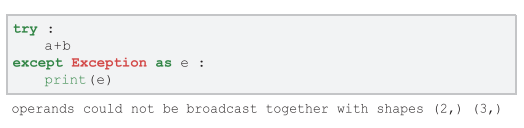 try :
    a+b
except Exception as e :
    print(e)
operands could not be broadcast together with shapes (2,) (3,)